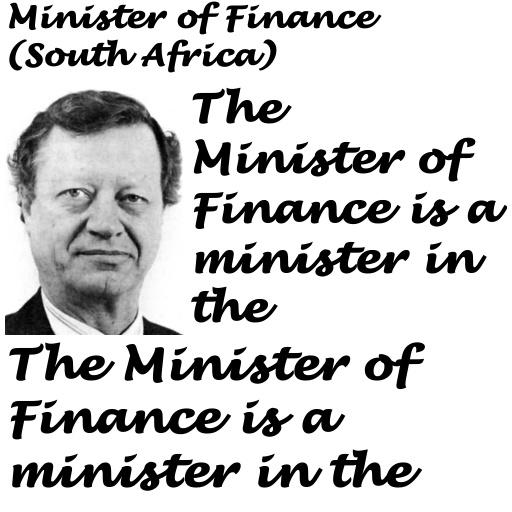 Minister of Finance
(South Africa)
The
Minister of
Finance is a
minister in
the
The Minister of
Finance is a
minister in the